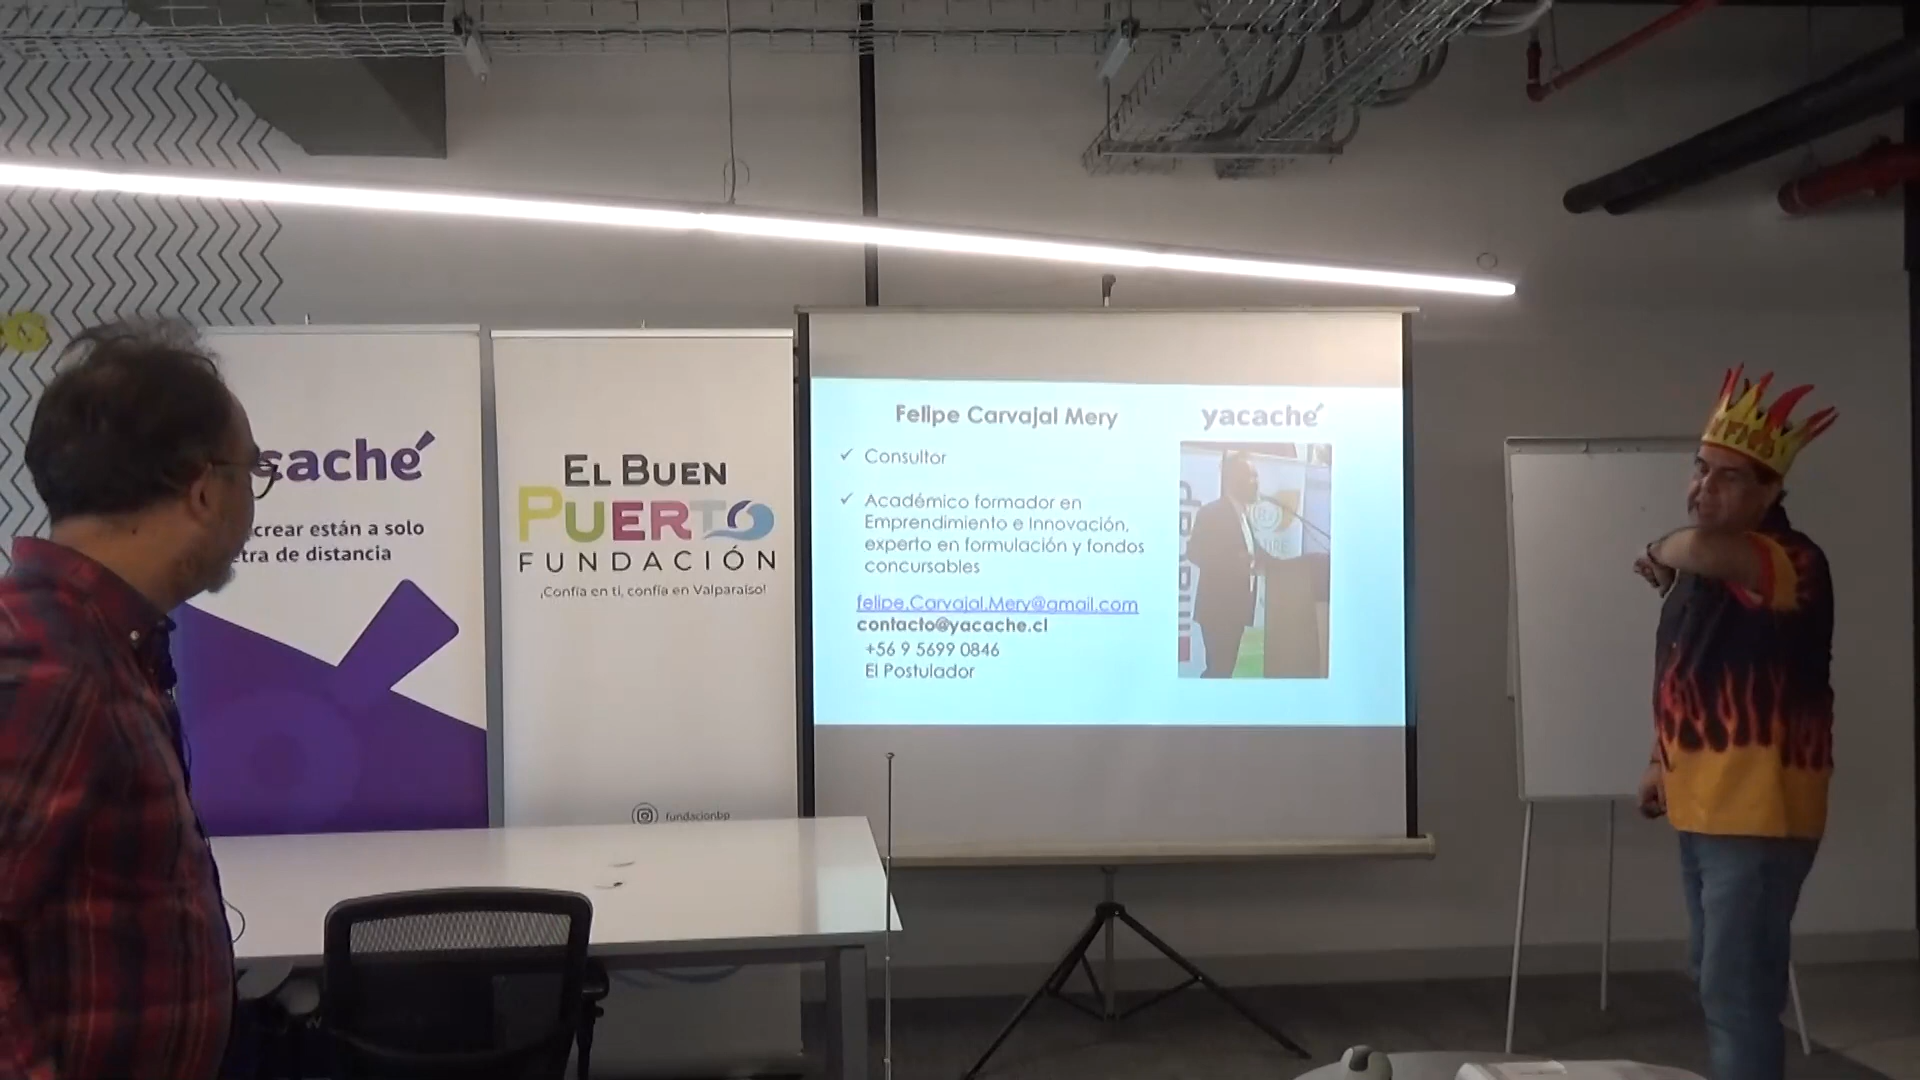 caché
crear están a solo
etra de distancia
EL BUEN
PUERTO
FUNDACIÓN
¡Confía en ti, confía en Valparaíso!
fundacionbp
Felipe Carvajal Mery
yacaché
✓ Consultor
✓ Académico formador en
Emprendimiento e Innovación,
experto en formulación y fondos
concursables
felipe.Carvajal.Mery@gmail.com
contacto@yacache.cl
+56 9 5699 0846
El Postulador